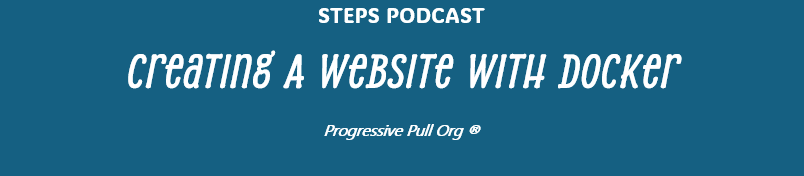 STEPS PODCAST
Creating A Website With Docker
Progressive Pull Org ®